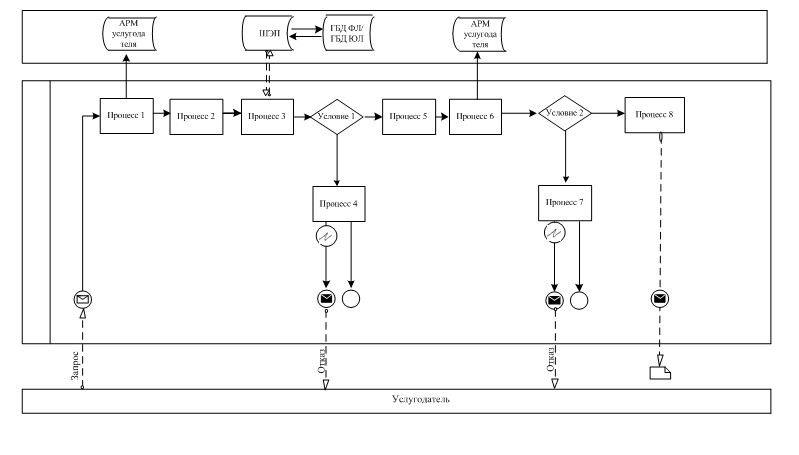 АРМ
услугода
теля
ШЭП
ГБД ФЛ/
ГБД ЮЛ
АРМ
услугода
теля
Процесс 1
Процесс 2
Процесс 3
Условие 1
Процесс 5
Процесс 6
Условие 2
Процесс 8
Процесс 4
Процесс 7
Запрос
Отказ
Отказ
Услугодатель